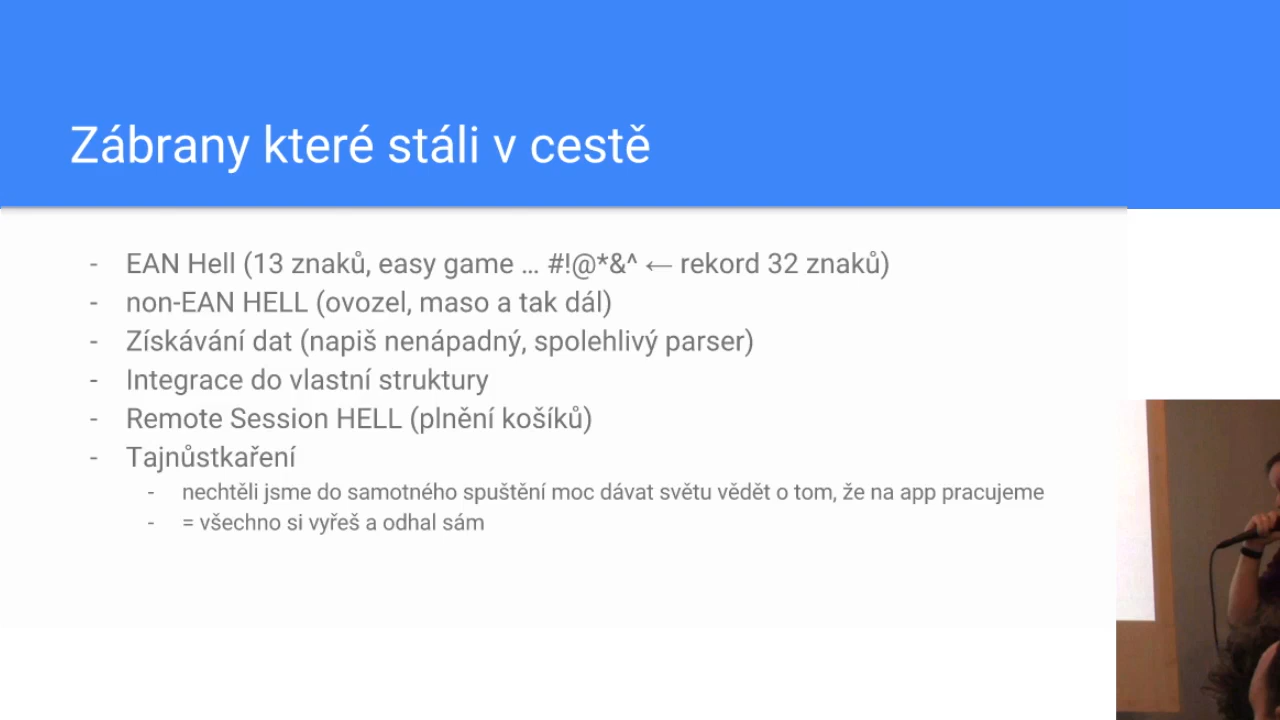 Zábrany které stáli v cestě
- EAN Hell (13 znaků, easy game … #!@*&^ ← rekord 32 znaků)
- non-EAN HELL (ovozel, maso a tak dál)
- Získávání dat (napiš nenápadný, spolehlivý parser)
- Integrace do vlastní struktury
- Remote Session HELL (plnění košíků)
- Tajnůstkaření
- nechtěli jsme do samotného spuštění moc dávat světu vědět o tom, že na app pracujeme
- = všechno si vyřeš a odhal sám